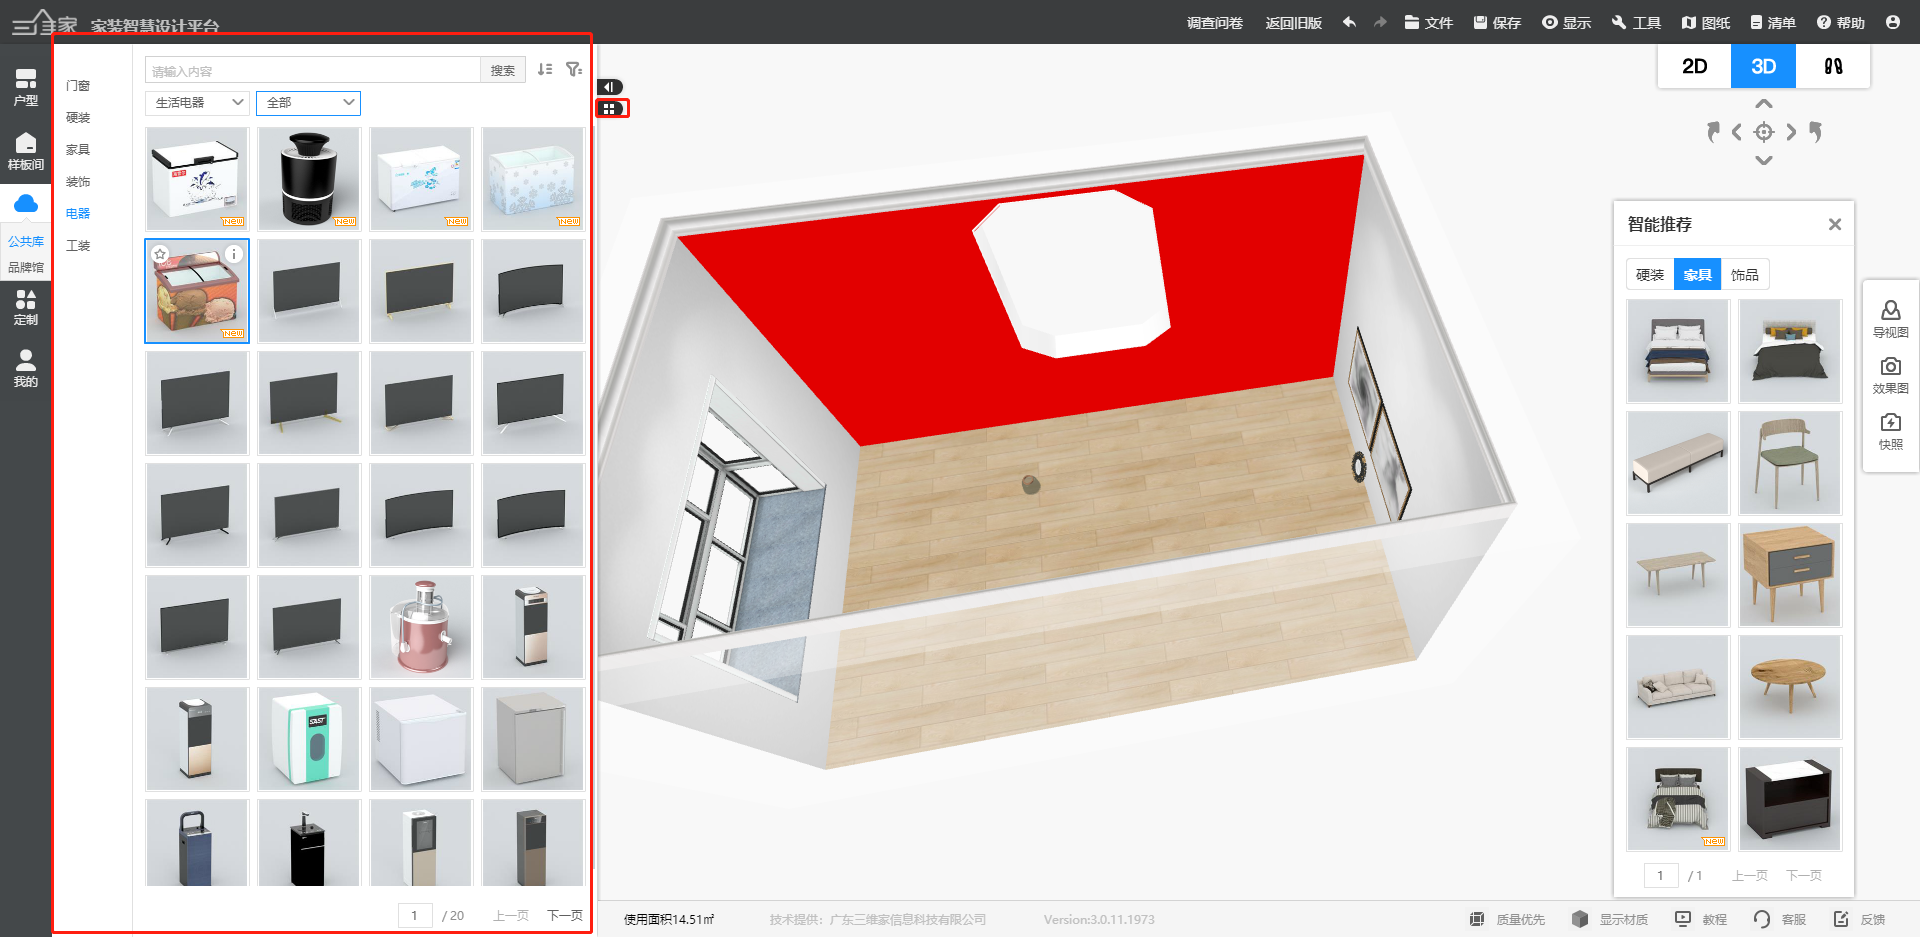 三维家 家装智慧设计平台
调查问卷 返回旧版 文件 保存 显示 工具 图纸 清单 帮助
户型
样板间
公共库
品牌馆
定制
我的
门窗
硬装
家具
装饰
电器
工装
请输入内容 搜索
生活电器 全部
NEW NEW NEW NEW
NEW
SAST
1 / 20 上一页 下一页
2D 3D
智能推荐
硬装 家具 饰品
NEW
1 / 1 上一页 下一页
导视图
效果图
快照
使用面积14.51㎡ 技术提供：广东三维家信息科技有限公司 Version:3.0.11.1973
质量优先 显示材质 教程 客服 反馈